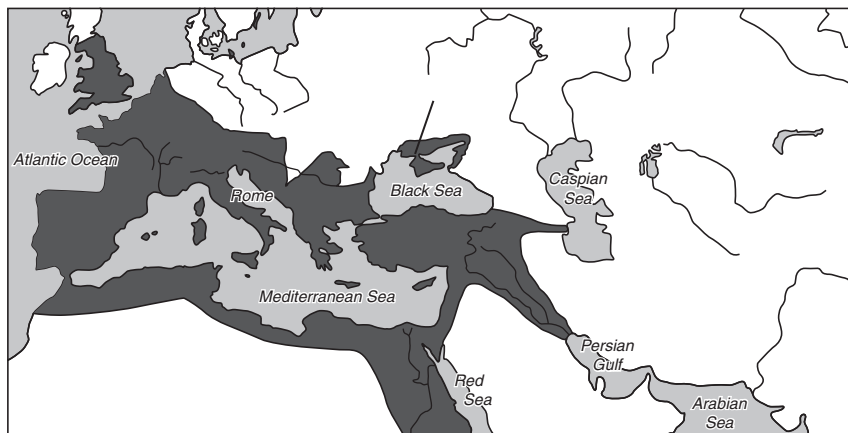 Atlantic Ocean
Rome
Black Sea
Caspian
Sea
Mediterranean Sea
Persian
Gulf
Red
Sea
Arabian
Sea